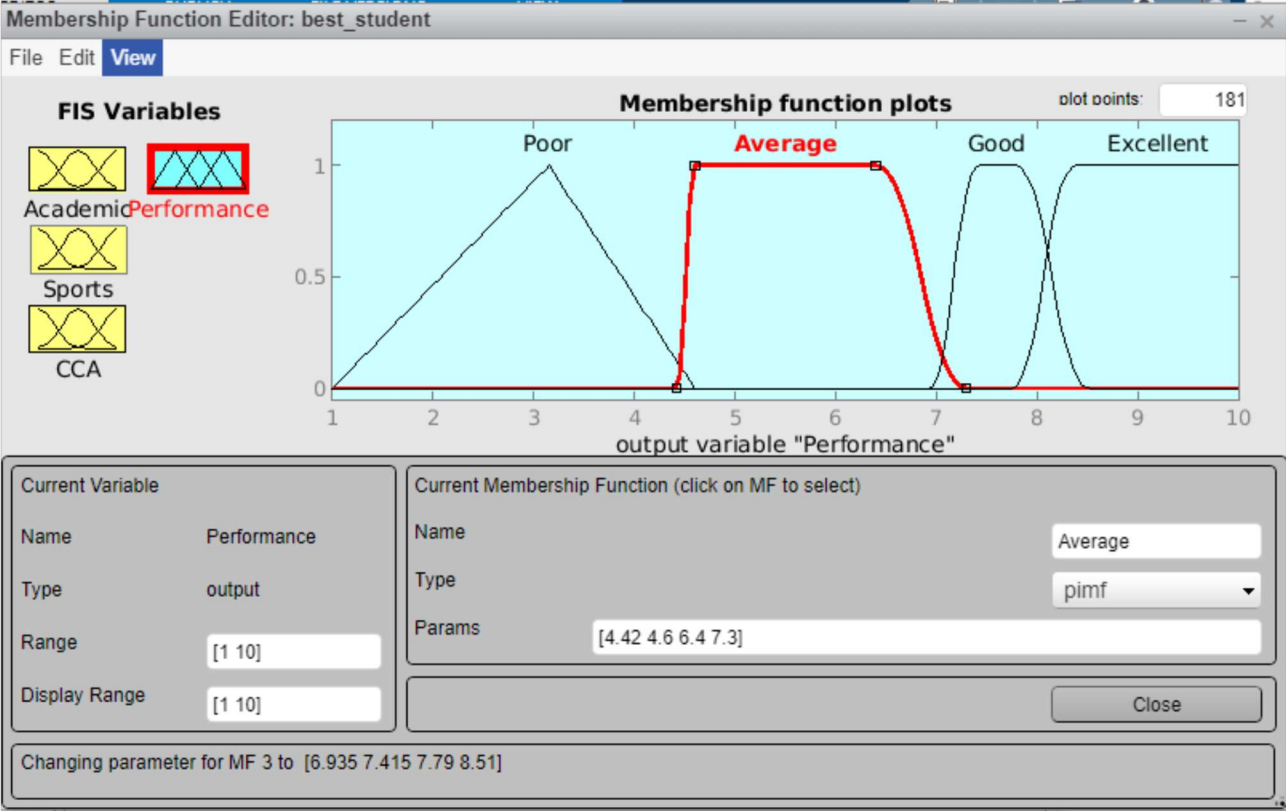 Membership Function Editor: best_student
File Edit View
FIS Variables
Membership function plots
plot points:
181
Academic
Performance
Sports
CCA
Poor
Average
Good
Excellent
1
0.5
0
1 2 3 4 5 6 7 8 9 10
output variable "Performance"
Current Variable
Name Performance
Type output
Range [1 10]
Display Range [1 10]
Current Membership Function (click on MF to select)
Name Average
Type pimf
Params [4.42 4.6 6.4 7.3]
Close
Changing parameter for MF 3 to [6.935 7.415 7.79 8.51]